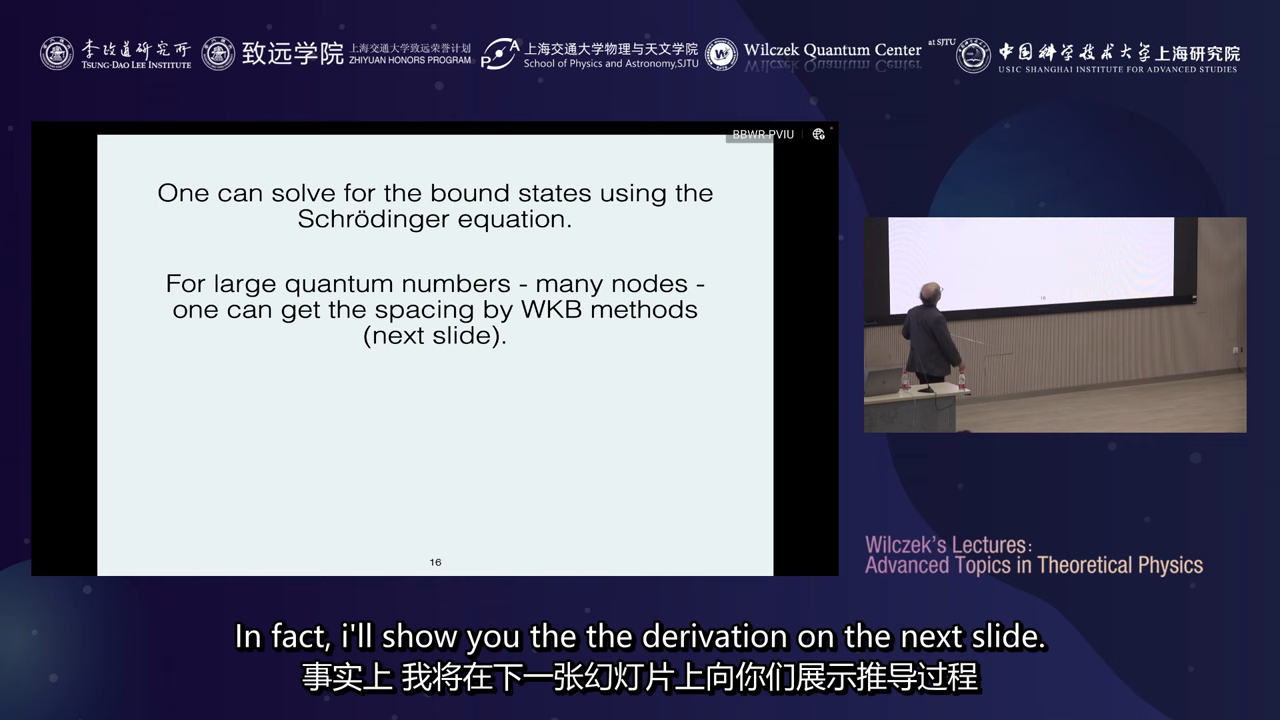 李政道研究所
TSUNG-DAO LEE INSTITUTE
致远学院
上海交通大学致远荣誉计划
ZHIYUAN HONORS PROGRAM
上海交通大学物理与天文学院
School of Physics and Astronomy,SJTU
Wilczek Quantum Center
at SJTU
中国科学技术大学上海研究院
USTC SHANGHAI INSTITUTE FOR ADVANCED STUDIES
BBWR PVIU
One can solve for the bound states using the
Schrödinger equation.
For large quantum numbers - many nodes -
one can get the spacing by WKB methods
(next slide).
16
16
Wilczek's Lectures:
Advanced Topics in Theoretical Physics
In fact, i'll show you the the derivation on the next slide.
事实上 我将在下一张幻灯片上向你们展示推导过程